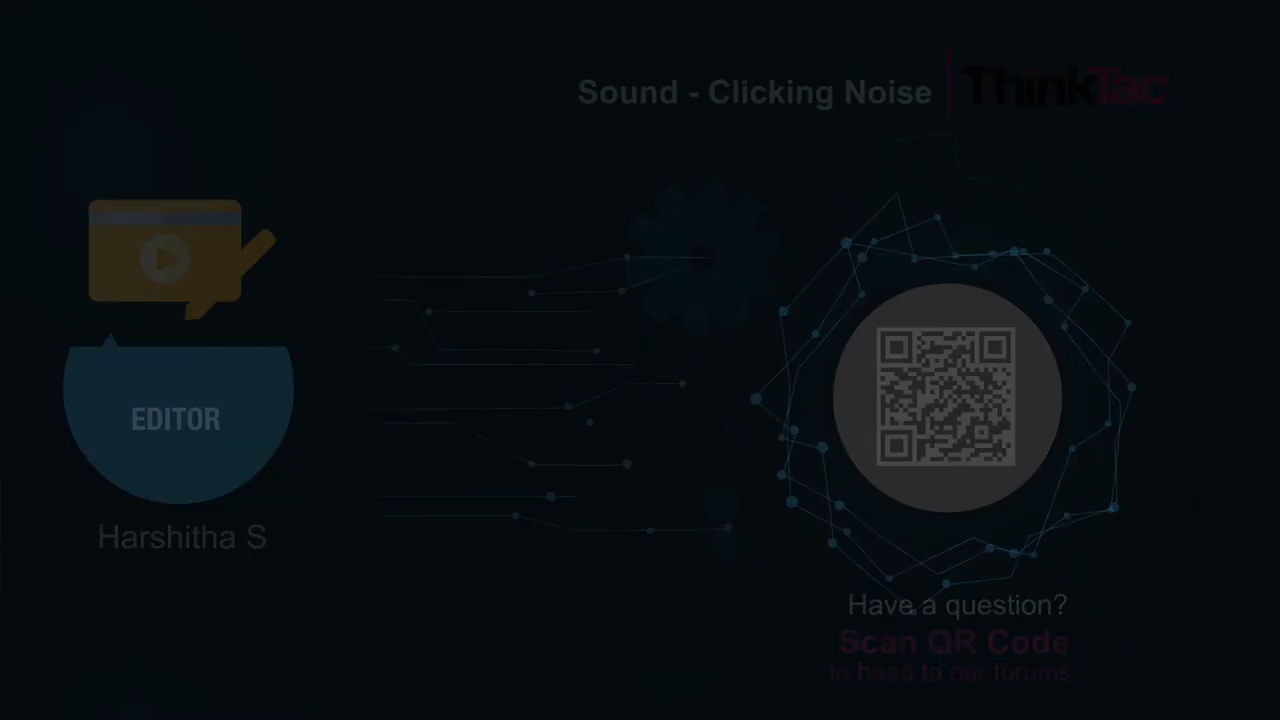 Sound - Clicking Noise
ThinkTac
EDITOR
Harshitha S
Have a question?
Scan QR Code
to head to our forums